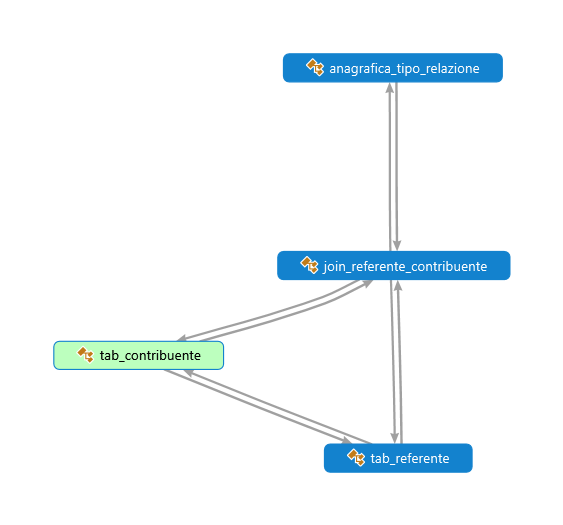 anagrafica_tipo_relazione
join_referente_contribuente
tab_contribuente
tab_referente